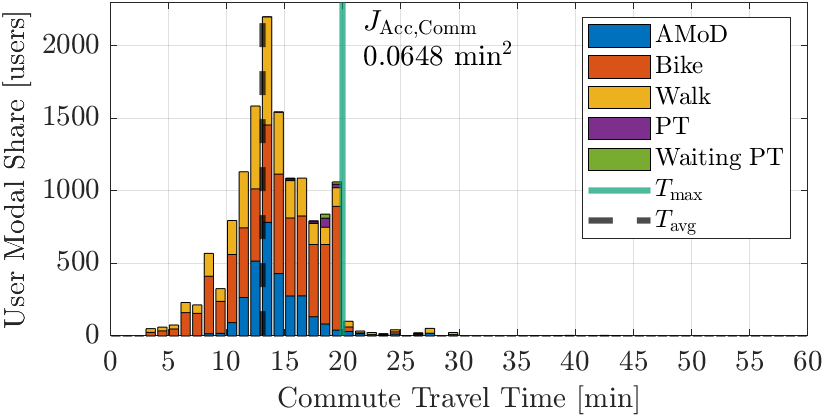 J_Acc,Comm
0.0648 min²
AMoD
Bike
Walk
PT
Waiting PT
T_max
T_avg
User Modal Share [users]
2000
1500
1000
500
0
0 5 10 15 20 25 30 35 40 45 50 55 60
Commute Travel Time [min]